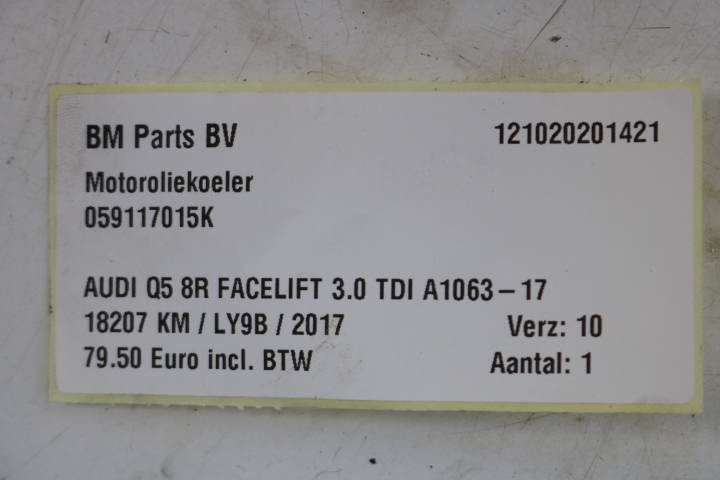 BM Parts BV 121020201421
Motoroliekoeler
059117015K
AUDI Q5 8R FACELIFT 3.0 TDI A1063-17
18207 KM / LY9B / 2017 Verz: 10
79.50 Euro incl. BTW Aantal: 1